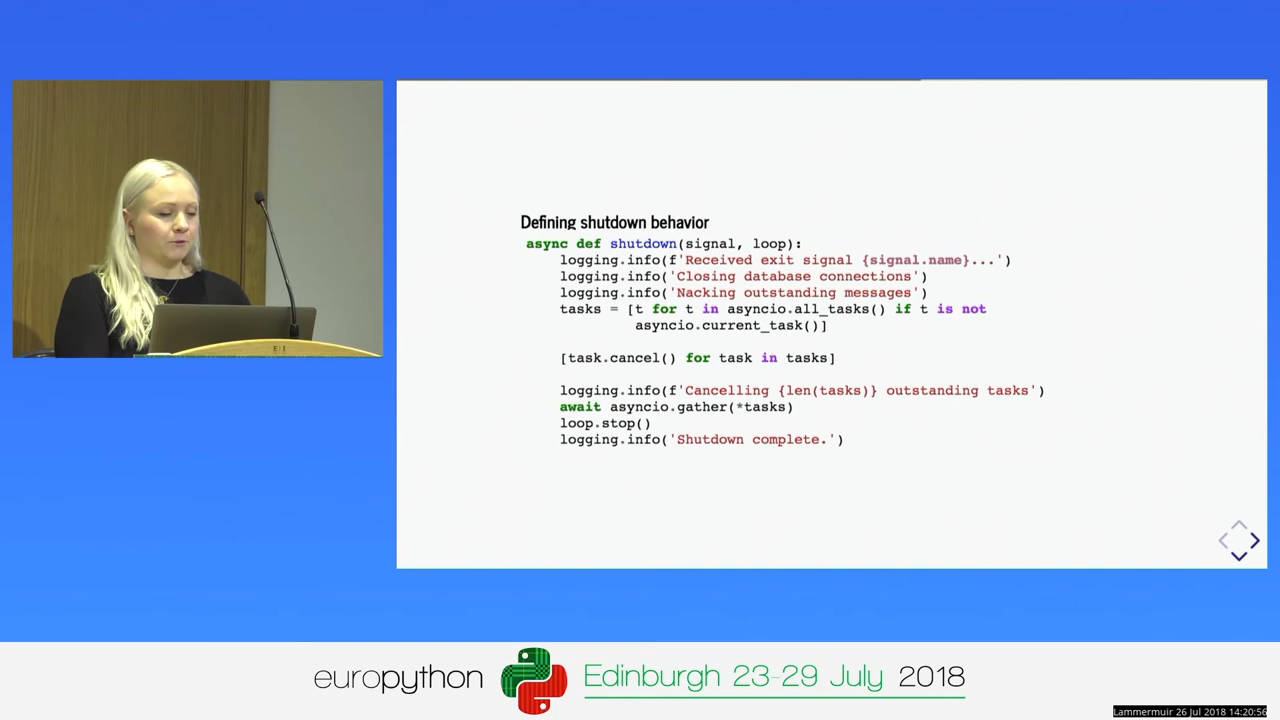 Defining shutdown behavior
async def shutdown(signal, loop):
    logging.info(f'Received exit signal {signal.name}...')
    logging.info('Closing database connections')
    logging.info('Nacking outstanding messages')
    tasks = [t for t in asyncio.all_tasks() if t is not
             asyncio.current_task()]
    [task.cancel() for task in tasks]
    logging.info(f'Cancelling {len(tasks)} outstanding tasks')
    await asyncio.gather(*tasks)
    loop.stop()
    logging.info('Shutdown complete.')
europython Edinburgh 23-29 July 2018
Lammermuir 26 Jul 2018 14:20:56